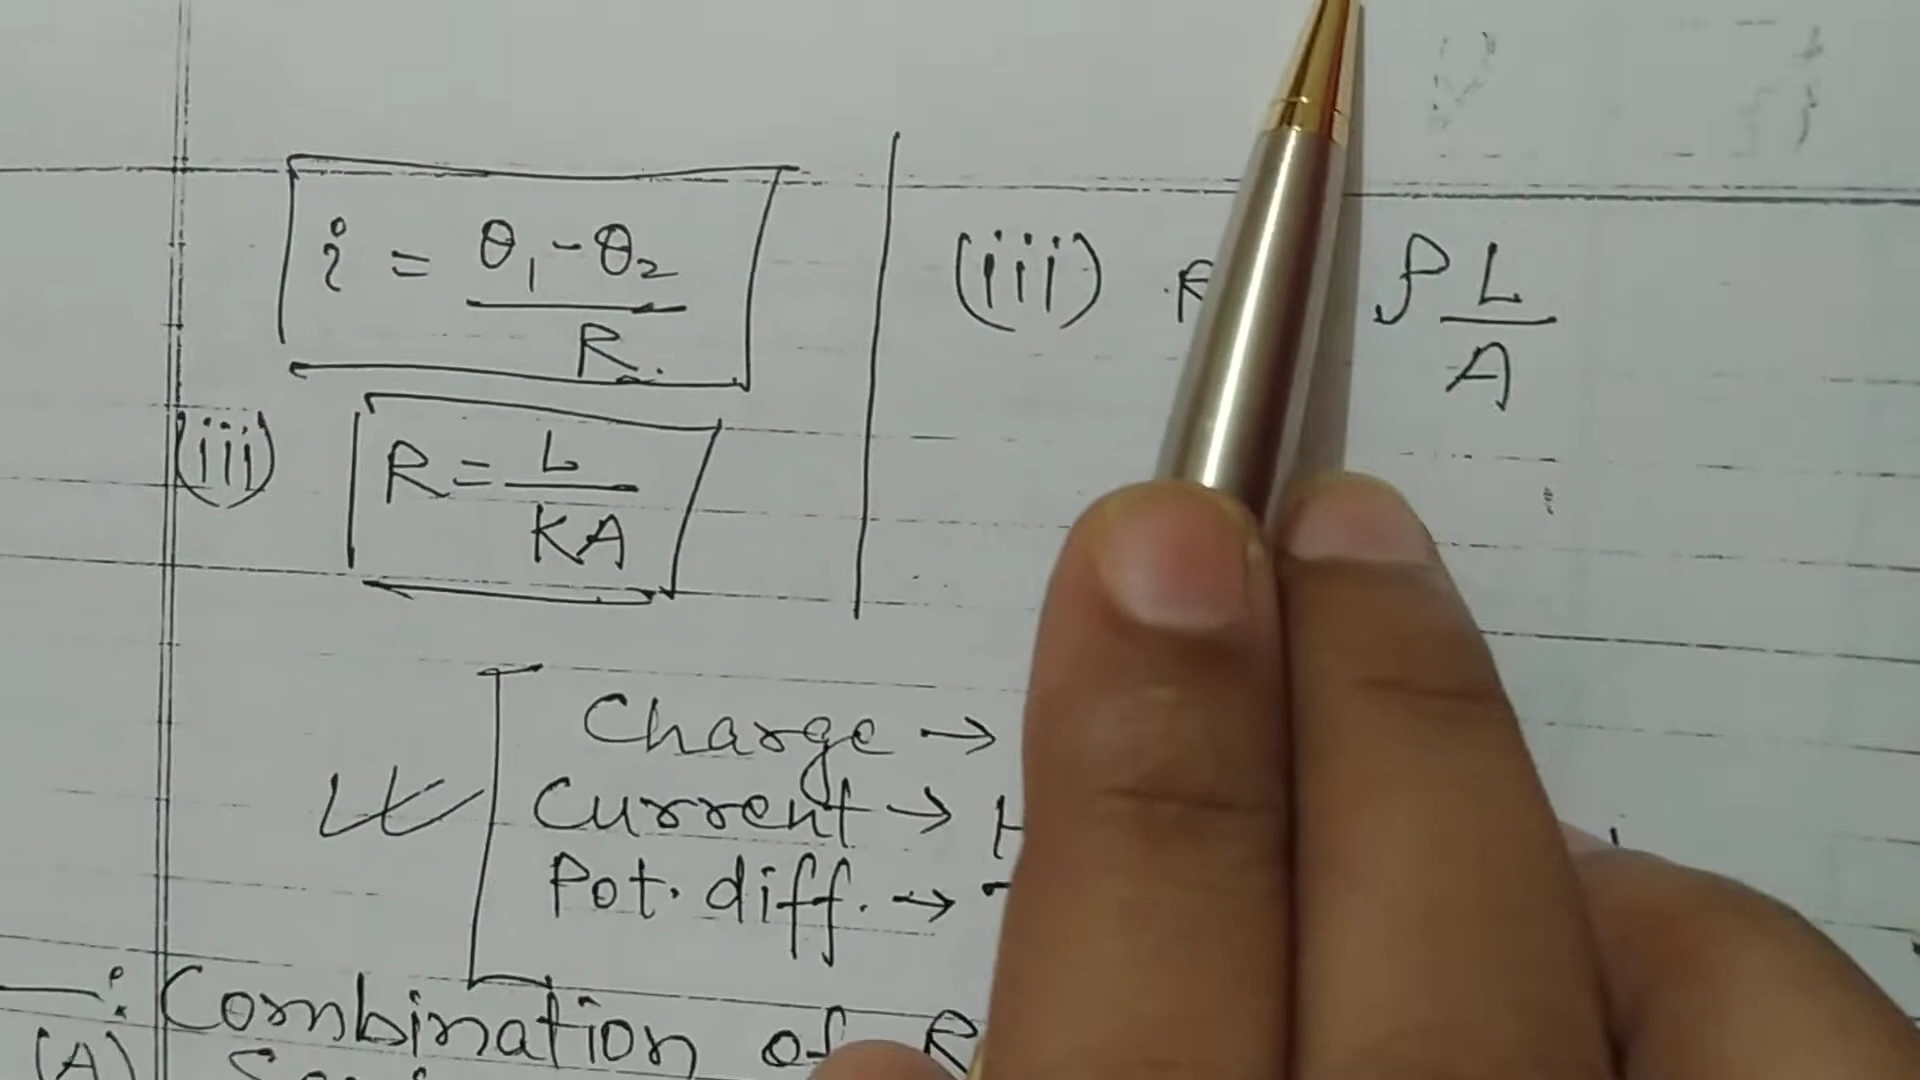 i = θ₁-θ₂ / R
(iii) R = L / KA
(iii) ρ L / A
Charge →
Current →
Pot. diff. →
Combination of R
(A)